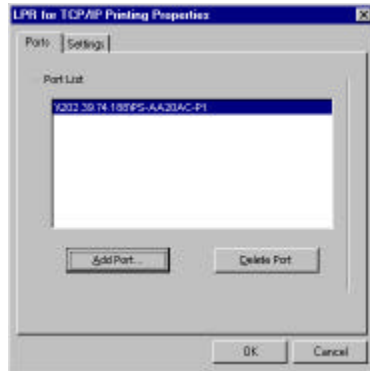 LPR for TCP/IP Printing Properties
Ports
Settings
Port List
\\202.39.74.188\PS-AA20AC-P1
Add Port...
Delete Port
OK
Cancel